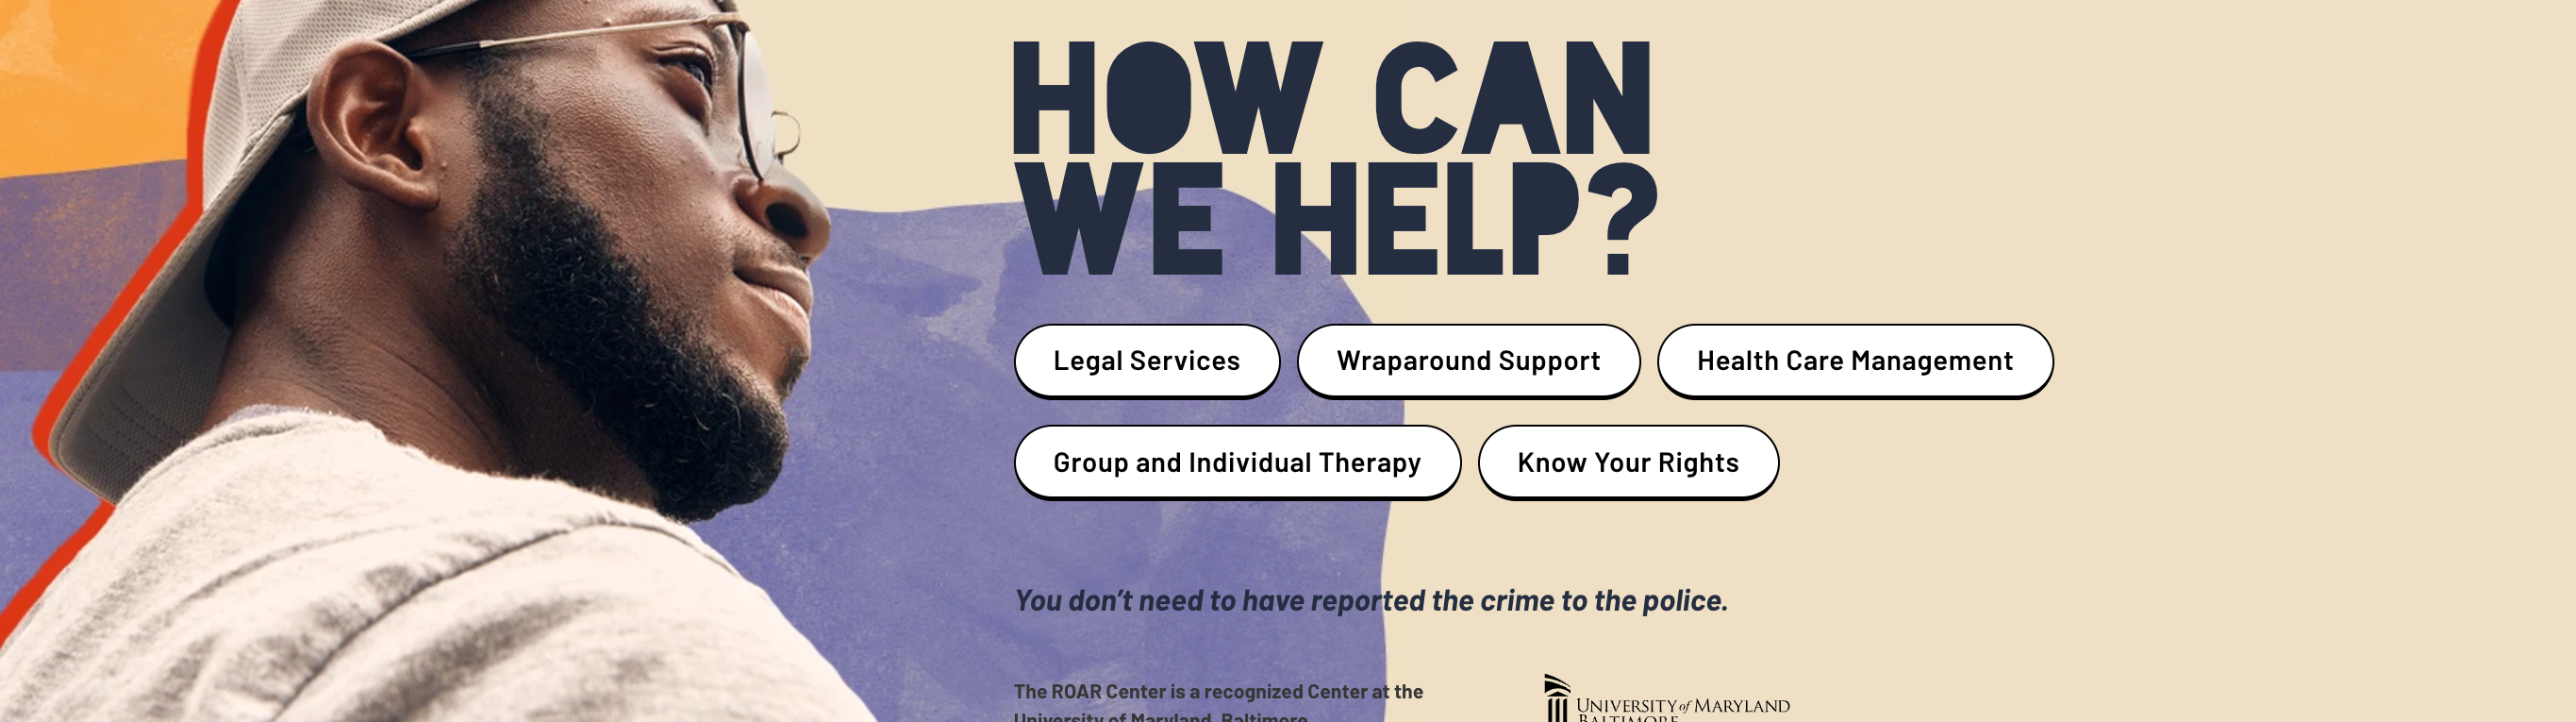 HOW CAN
WE HELP?
Legal Services
Wraparound Support
Health Care Management
Group and Individual Therapy
Know Your Rights
You don’t need to have reported the crime to the police.
The ROAR Center is a recognized Center at the
University of Maryland, Baltimore
UNIVERSITY of MARYLAND
BALTIMORE